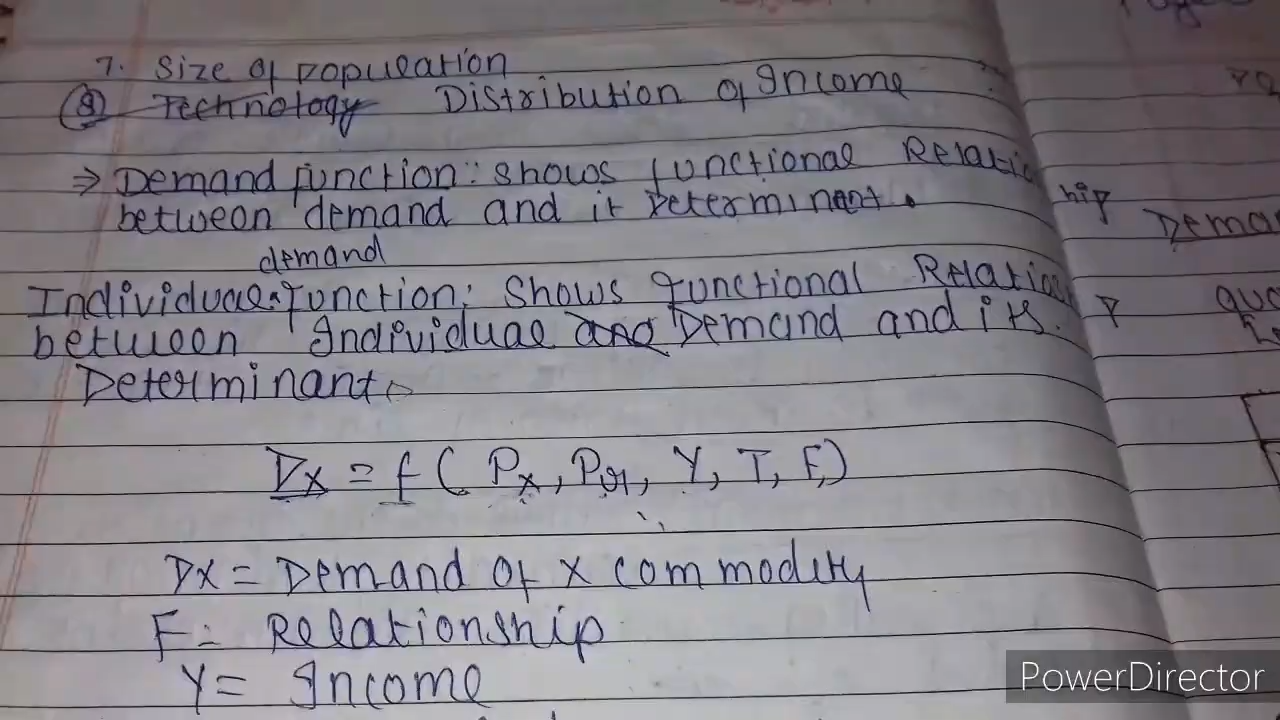 7. Size of population
8 Technology Distribution of Income
⇒ Demand function: shows functional Relationship
between demand and it Determinant.
demand
Individual function: Shows functional Relation
between Individual and Demand and its
Determinant.
Dx = f ( Px, Pr, Y, T, F)
Dx = Demand of x commodity
F = Relationship
Y = Income
PowerDirector